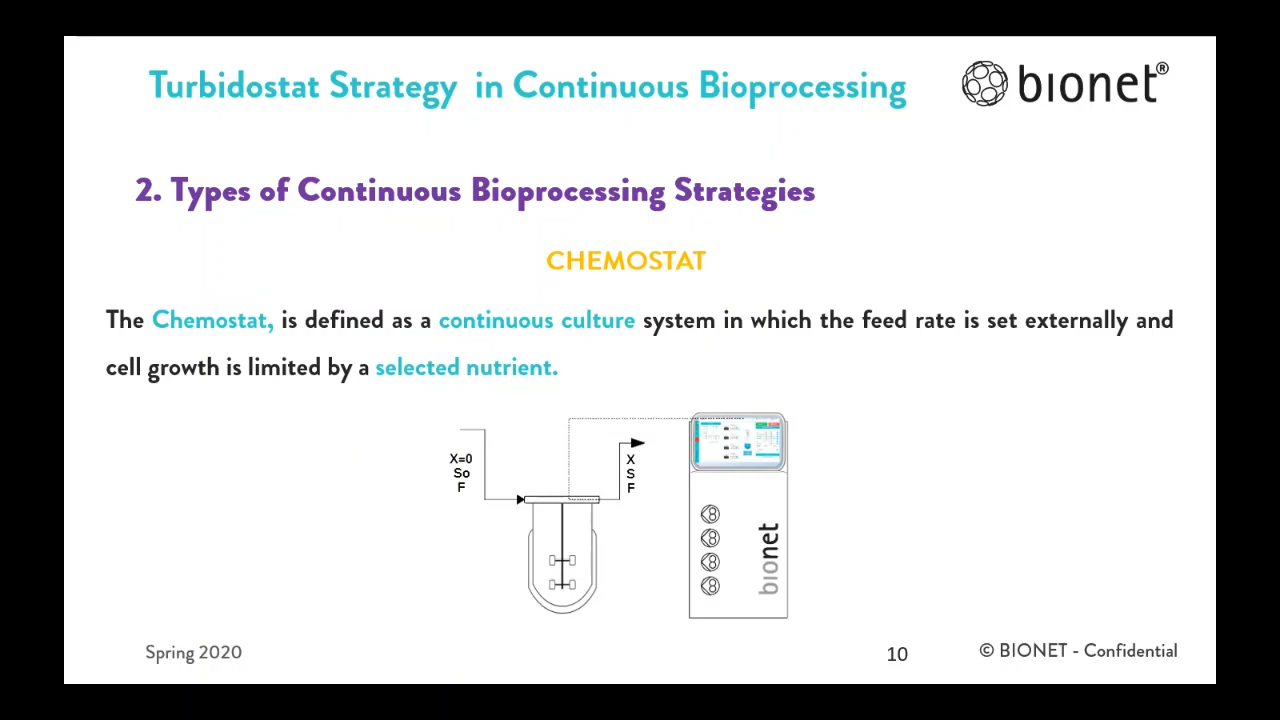 Turbidostat Strategy in Continuous Bioprocessing
bionet®
2. Types of Continuous Bioprocessing Strategies
CHEMOSTAT
The Chemostat, is defined as a continuous culture system in which the feed rate is set externally and
cell growth is limited by a selected nutrient.
X=0
So
F
X
S
F
bionet
Spring 2020
10
© BIONET - Confidential